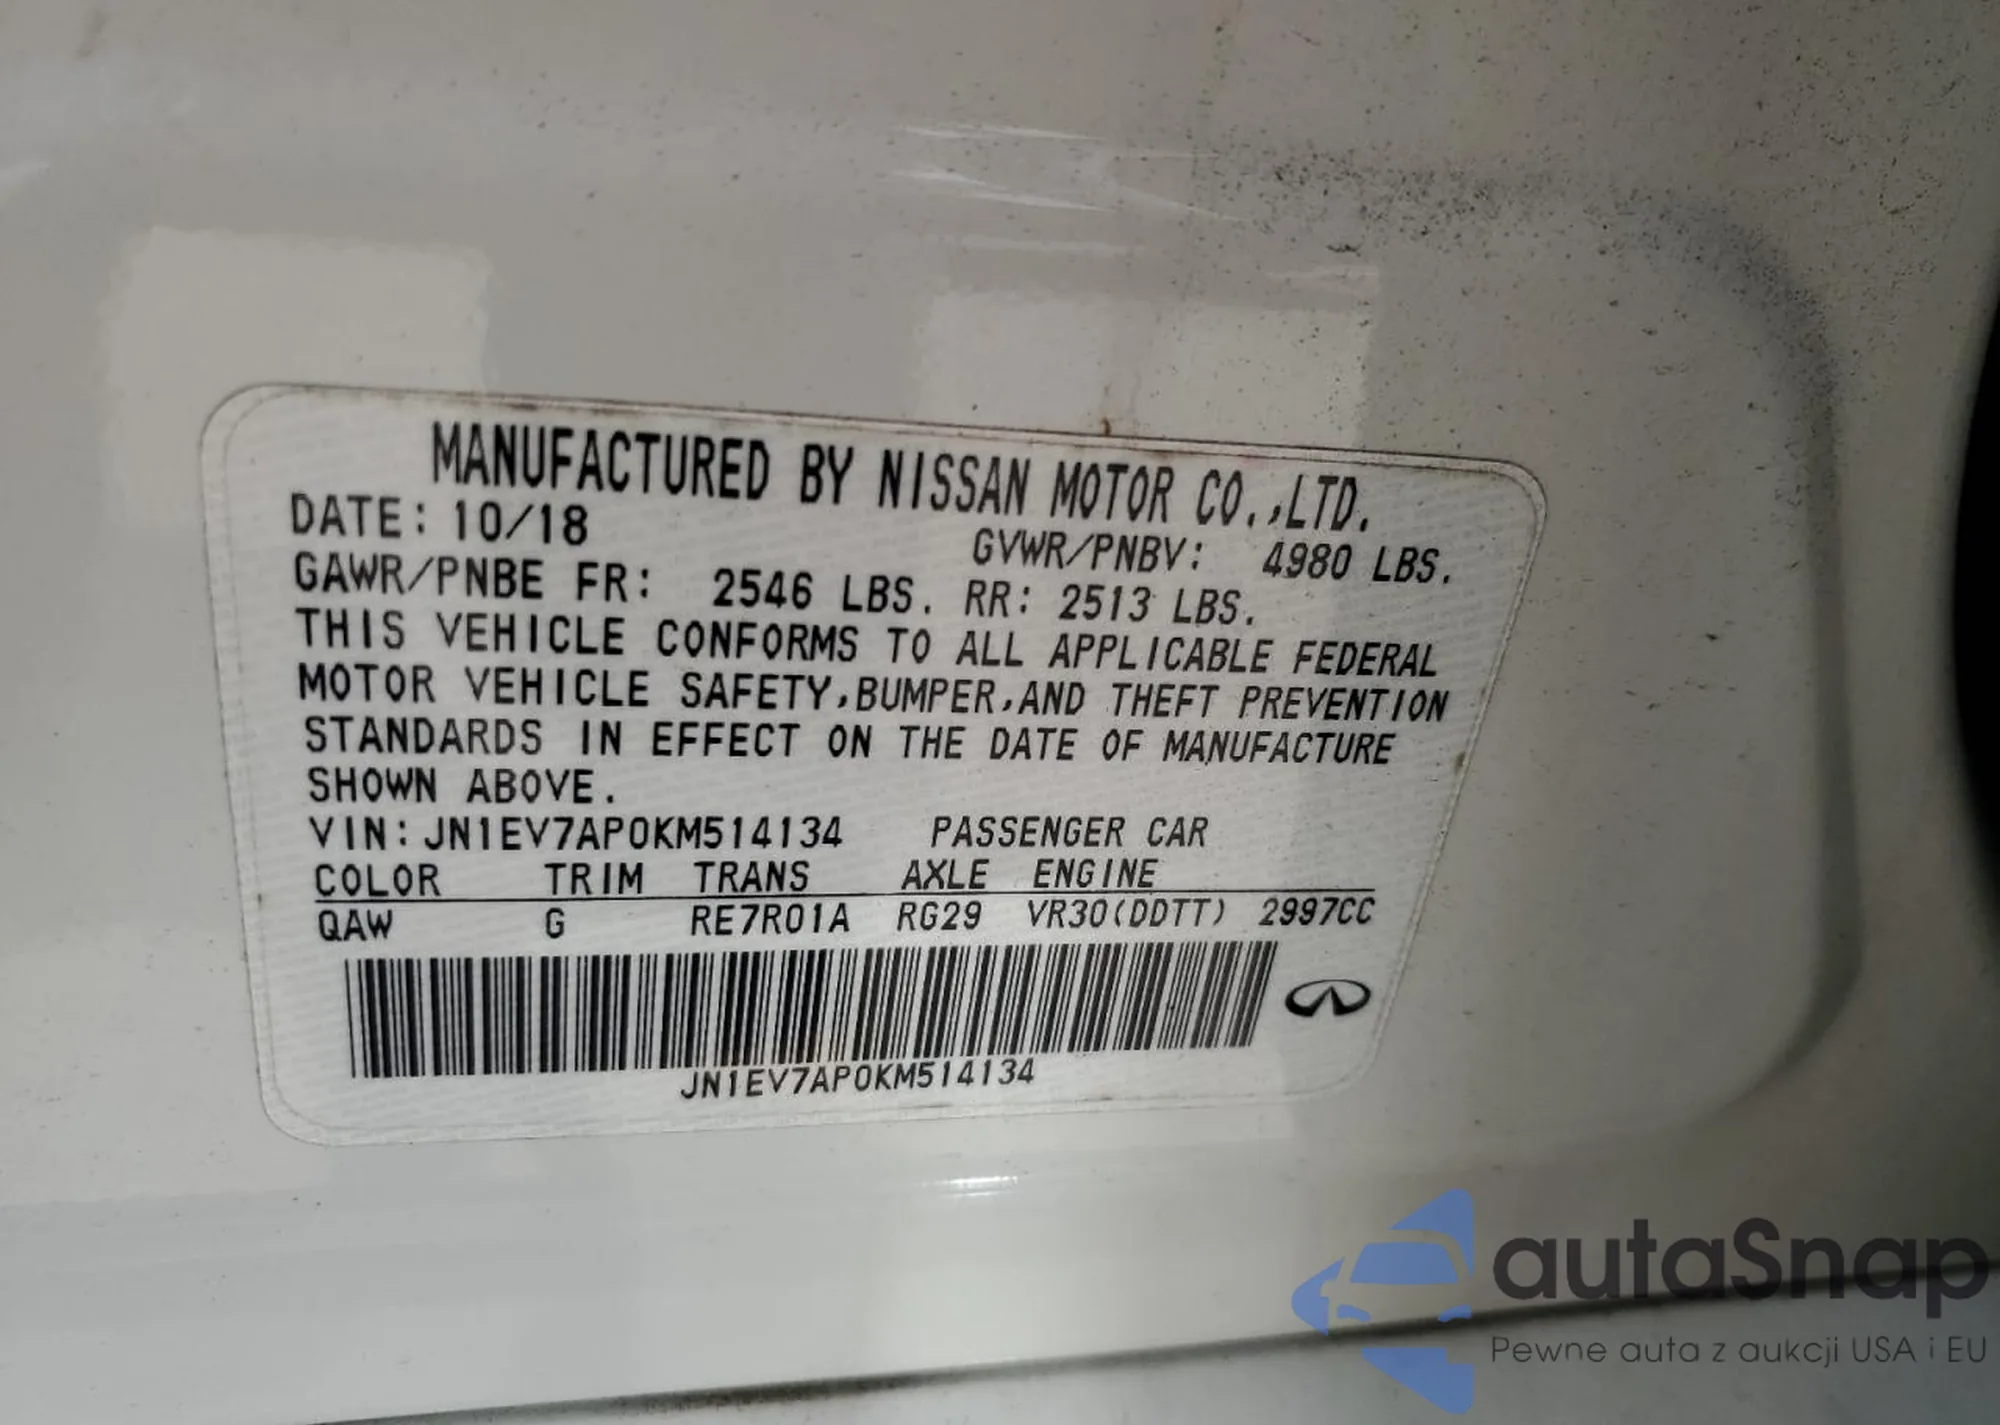 MANUFACTURED BY NISSAN MOTOR CO.,LTD.
DATE: 10/18 GVWR/PNBV: 4980 LBS.
GAWR/PNBE FR: 2546 LBS. RR: 2513 LBS.
THIS VEHICLE CONFORMS TO ALL APPLICABLE FEDERAL
MOTOR VEHICLE SAFETY,BUMPER,AND THEFT PREVENTION
STANDARDS IN EFFECT ON THE DATE OF MANUFACTURE
SHOWN ABOVE.
VIN:JN1EV7AP0KM514134 PASSENGER CAR
COLOR TRIM TRANS AXLE ENGINE
QAW G RE7R01A RG29 VR30(DDTT) 2997CC
JN1EV7AP0KM514134
autaSnap
Pewne auta z aukcji USA i EU